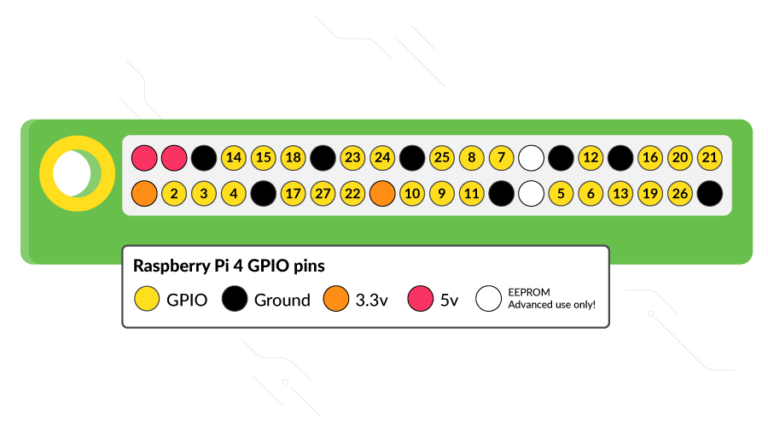 14 15 18 23 24 25 8 7 12 16 20 21
2 3 4 17 27 22 10 9 11 5 6 13 19 26
Raspberry Pi 4 GPIO pins
GPIO Ground 3.3v 5v EEPROM
Advanced use only!